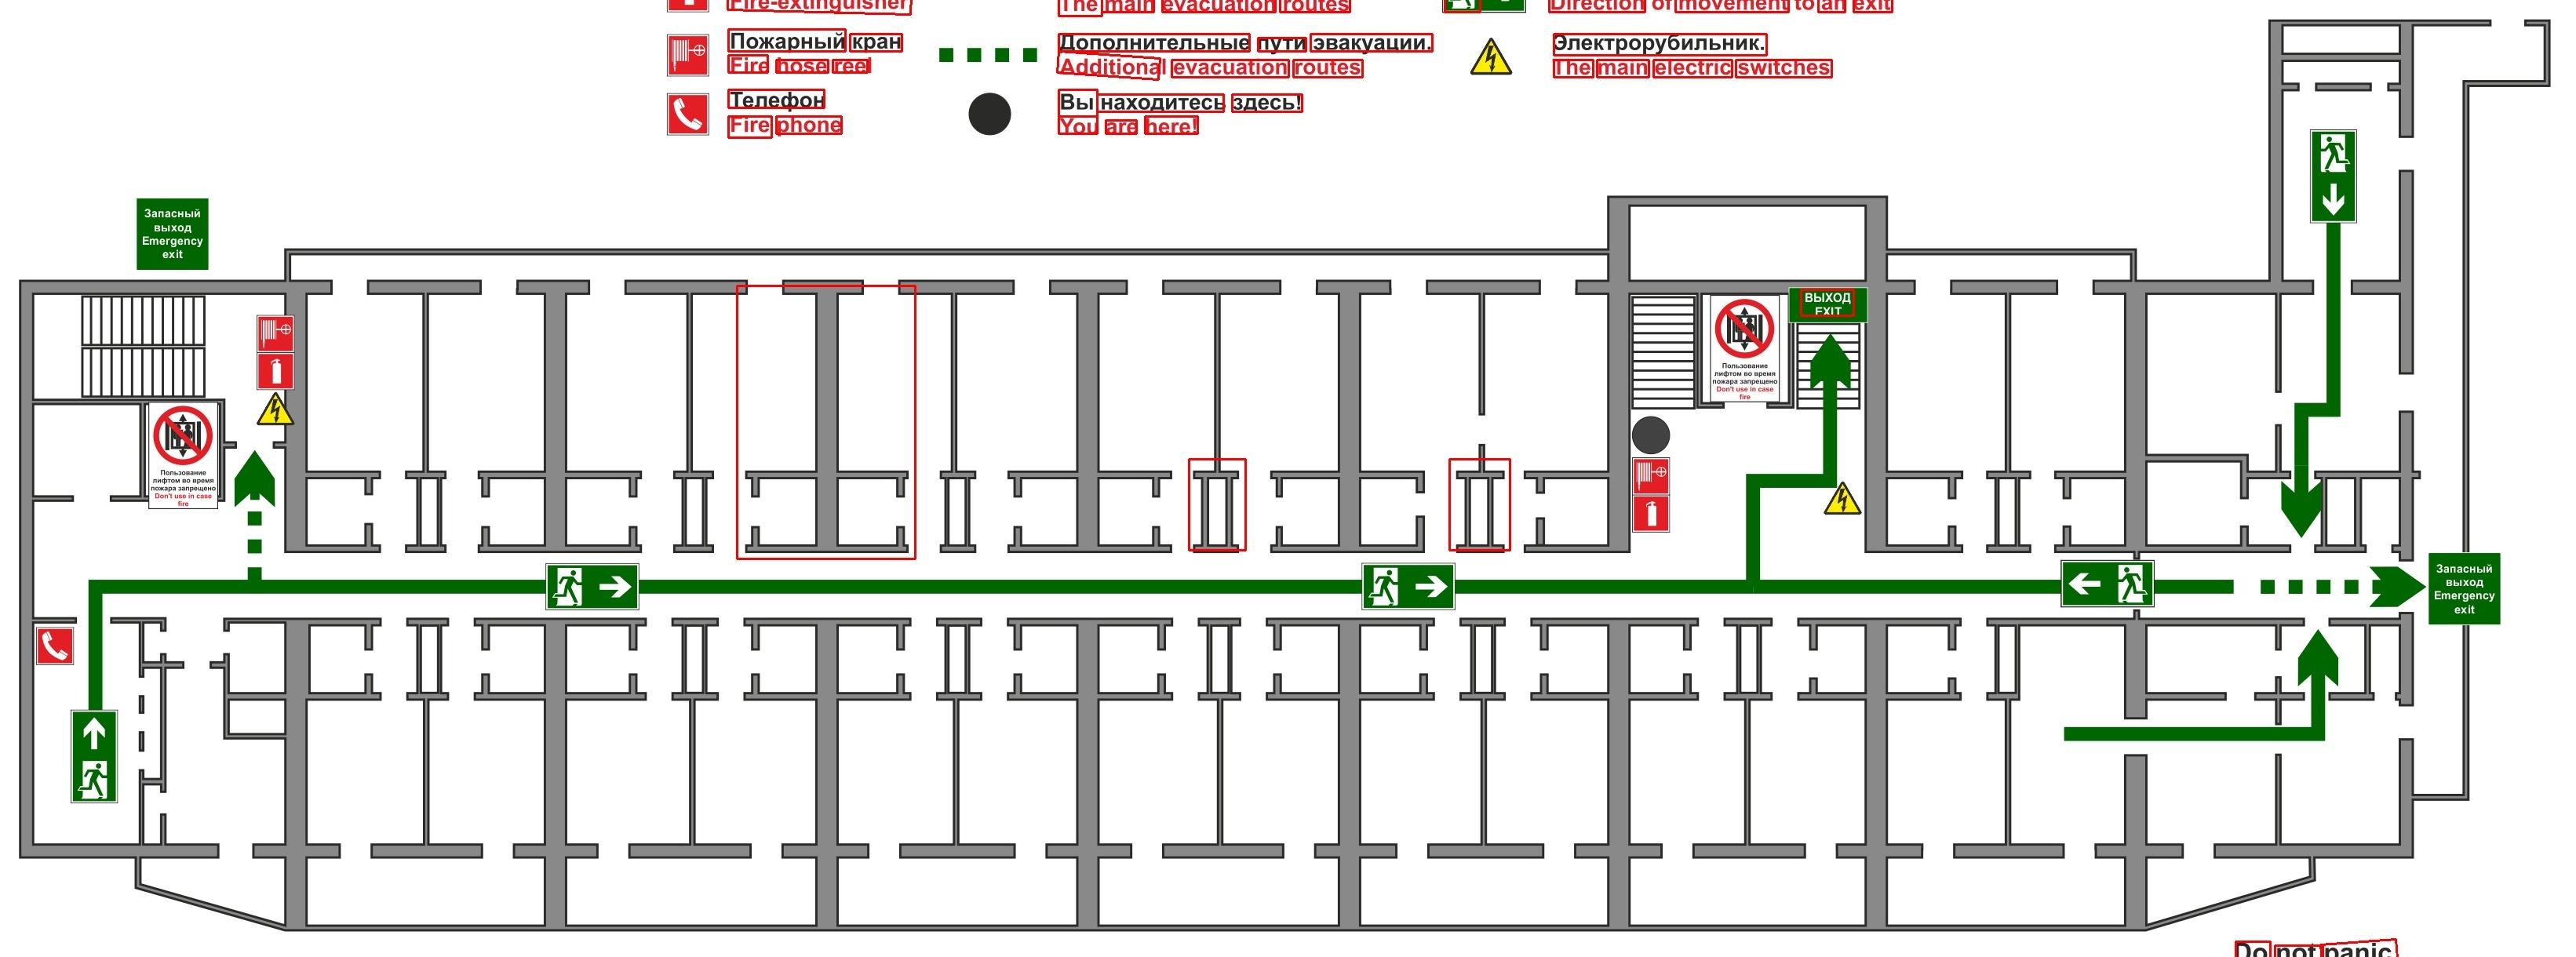 Fire-extinguisher
The main evacuation routes
Direction of movement to an exit
Пожарный кран
Fire hose reel
Дополнительные пути эвакуации.
Additional evacuation routes
Электрорубильник.
The main electric switches
Телефон
Fire phone
Вы находитесь здесь!
You are here!
Запасный
выход
Emergency
exit
ВЫХОД
EXIT
Пользование
лифтом во время
пожара запрещено
Don't use in case
fire
Пользование
лифтом во время
пожара запрещено
Don't use in case
fire
Запасный
выход
Emergency
exit
Do not panic